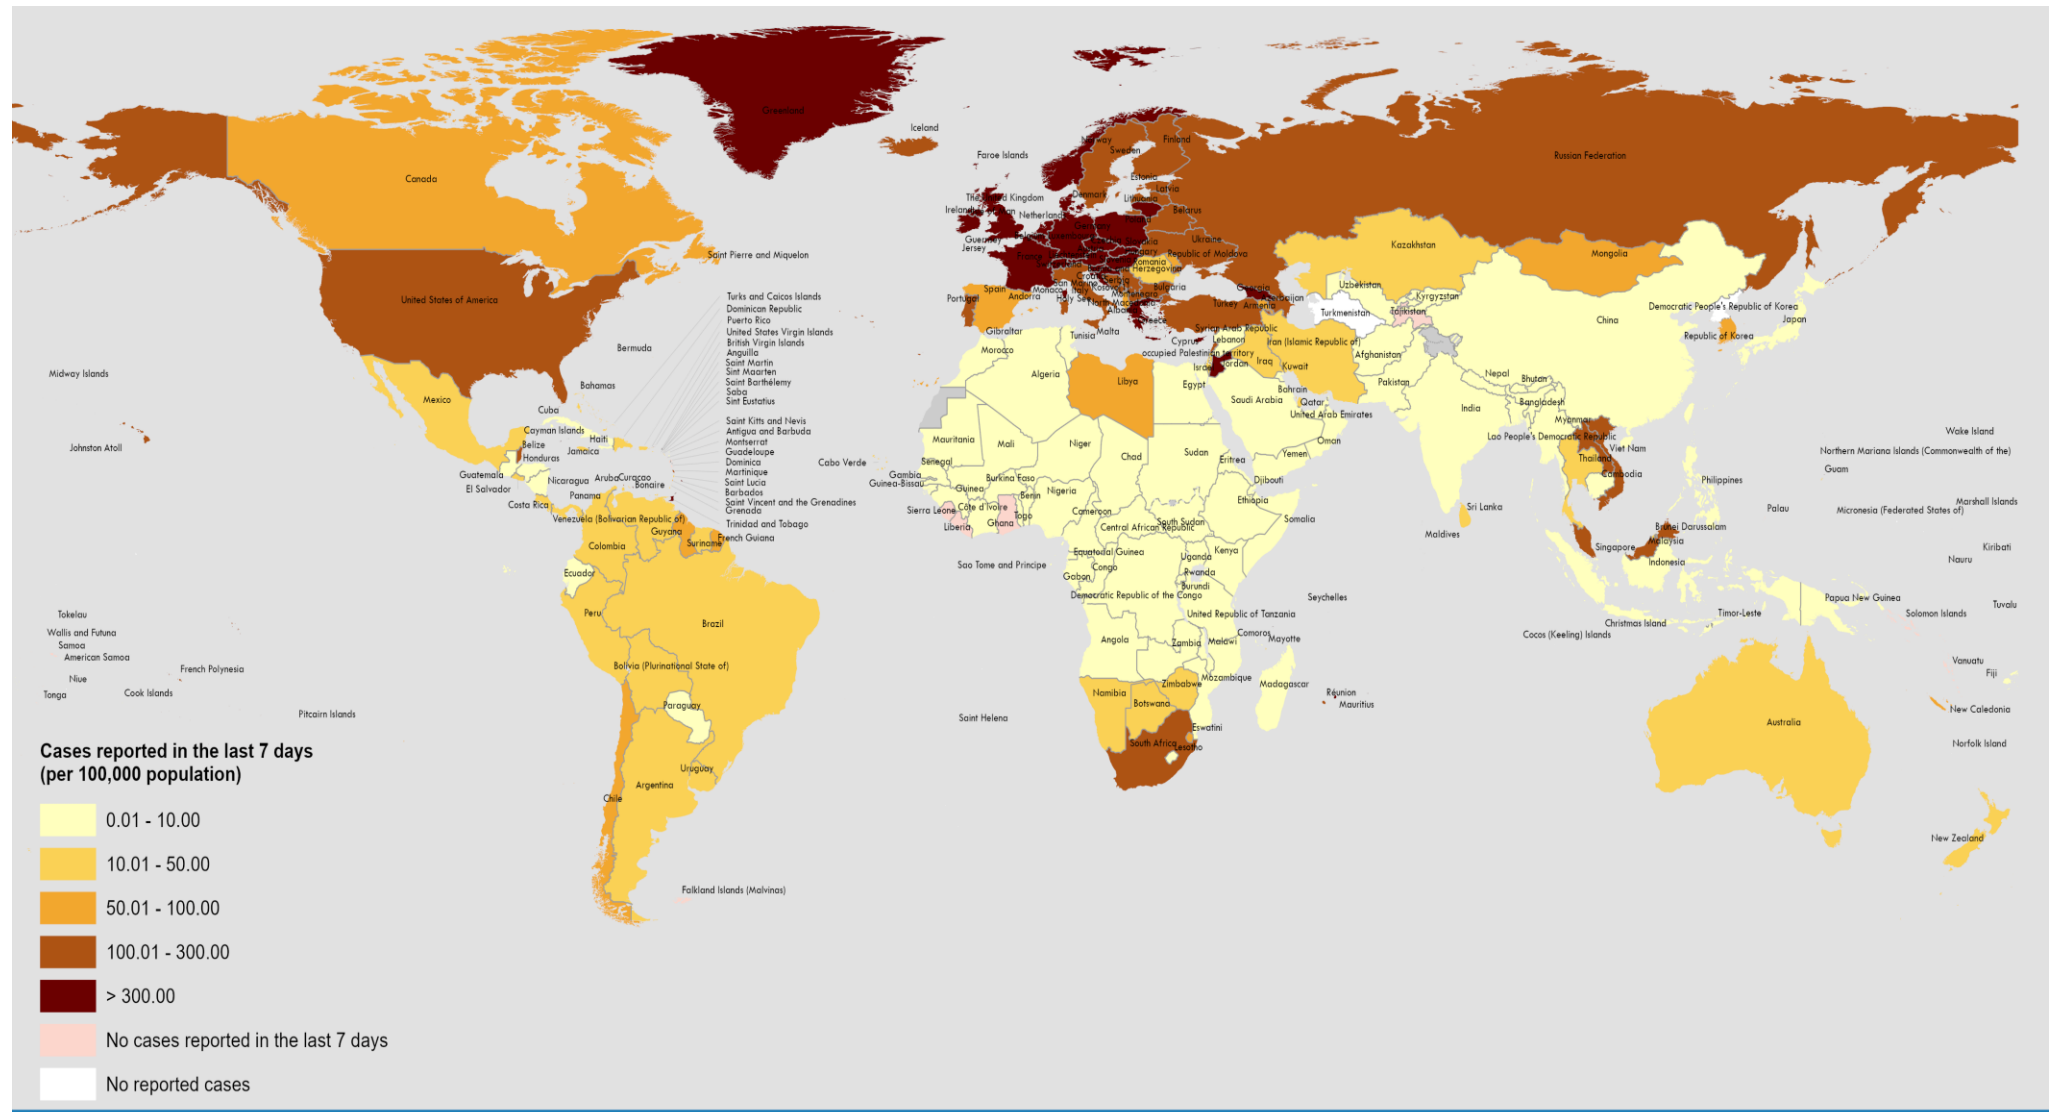 Greenland
Iceland
Faroe Islands
Norway
Sweden
Finland
Russian Federation
Canada
Estonia
Latvia
Denmark
Lithuania
Belarus
The United Kingdom
Ireland
Netherlands
Germany
Guernsey
Jersey
France
Ukraine
Republic of Moldova
Romania
Kazakhstan
Mongolia
Saint Pierre and Miquelon
United States of America
Spain
Andorra
Portugal
Monaco
Italy
San Marino
Holy See
Serbia
Kosovo
Montenegro
North Macedonia
Bulgaria
Greece
Georgia
Azerbaijan
Armenia
Turkey
Uzbekistan
Kyrgyzstan
Turkmenistan
Tajikistan
Democratic People's Republic of Korea
Japan
China
Republic of Korea
Turks and Caicos Islands
Dominican Republic
Puerto Rico
United States Virgin Islands
British Virgin Islands
Anguilla
Saint Martin
Sint Maarten
Saint Barthélemy
Saba
Sint Eustatius
Saint Kitts and Nevis
Antigua and Barbuda
Montserrat
Guadeloupe
Dominica
Martinique
Saint Lucia
Barbados
Saint Vincent and the Grenadines
Grenada
Trinidad and Tobago
Bermuda
Gibraltar
Tunisia
Malta
Cyprus
Syrian Arab Republic
Lebanon
occupied Palestinian territory
Israel
Jordan
Iraq
Iran (Islamic Republic of)
Kuwait
Afghanistan
Pakistan
Nepal
Bhutan
Bangladesh
India
Myanmar
Morocco
Algeria
Libya
Egypt
Saudi Arabia
Bahrain
Qatar
United Arab Emirates
Oman
Yemen
Midway Islands
Johnston Atoll
Mexico
Bahamas
Cuba
Cayman Islands
Haiti
Belize
Jamaica
Honduras
Guatemala
El Salvador
Nicaragua
Aruba
Curacao
Bonaire
Costa Rica
Panama
Venezuela (Bolivarian Republic of)
Guyana
Suriname
French Guiana
Colombia
Ecuador
Peru
Brazil
Bolivia (Plurinational State of)
Paraguay
Uruguay
Argentina
Chile
Falkland Islands (Malvinas)
Cabo Verde
Mauritania
Mali
Niger
Chad
Sudan
Eritrea
Senegal
Gambia
Guinea-Bissau
Guinea
Burkina Faso
Benin
Nigeria
Djibouti
Ethiopia
Somalia
Sierra Leone
Liberia
Côte d'Ivoire
Ghana
Togo
Cameroon
Central African Republic
South Sudan
Sao Tome and Principe
Equatorial Guinea
Gabon
Congo
Uganda
Kenya
Rwanda
Burundi
Democratic Republic of the Congo
United Republic of Tanzania
Seychelles
Angola
Zambia
Malawi
Comoros
Mayotte
Mozambique
Madagascar
Zimbabwe
Namibia
Botswana
Réunion
Mauritius
Saint Helena
Eswatini
South Africa
Lesotho
Lao People's Democratic Republic
Viet Nam
Thailand
Cambodia
Philippines
Sri Lanka
Maldives
Brunei Darussalam
Malaysia
Singapore
Indonesia
Palau
Wake Island
Northern Mariana Islands (Commonwealth of the)
Guam
Marshall Islands
Micronesia (Federated States of)
Kiribati
Nauru
Papua New Guinea
Solomon Islands
Tuvalu
Timor-Leste
Christmas Island
Cocos (Keeling) Islands
Vanuatu
Fiji
New Caledonia
Norfolk Island
Australia
New Zealand
Tokelau
Wallis and Futuna
Samoa
American Samoa
Niue
Tonga
Cook Islands
French Polynesia
Pitcairn Islands
Cases reported in the last 7 days
(per 100,000 population)
0.01 - 10.00
10.01 - 50.00
50.01 - 100.00
100.01 - 300.00
> 300.00
No cases reported in the last 7 days
No reported cases